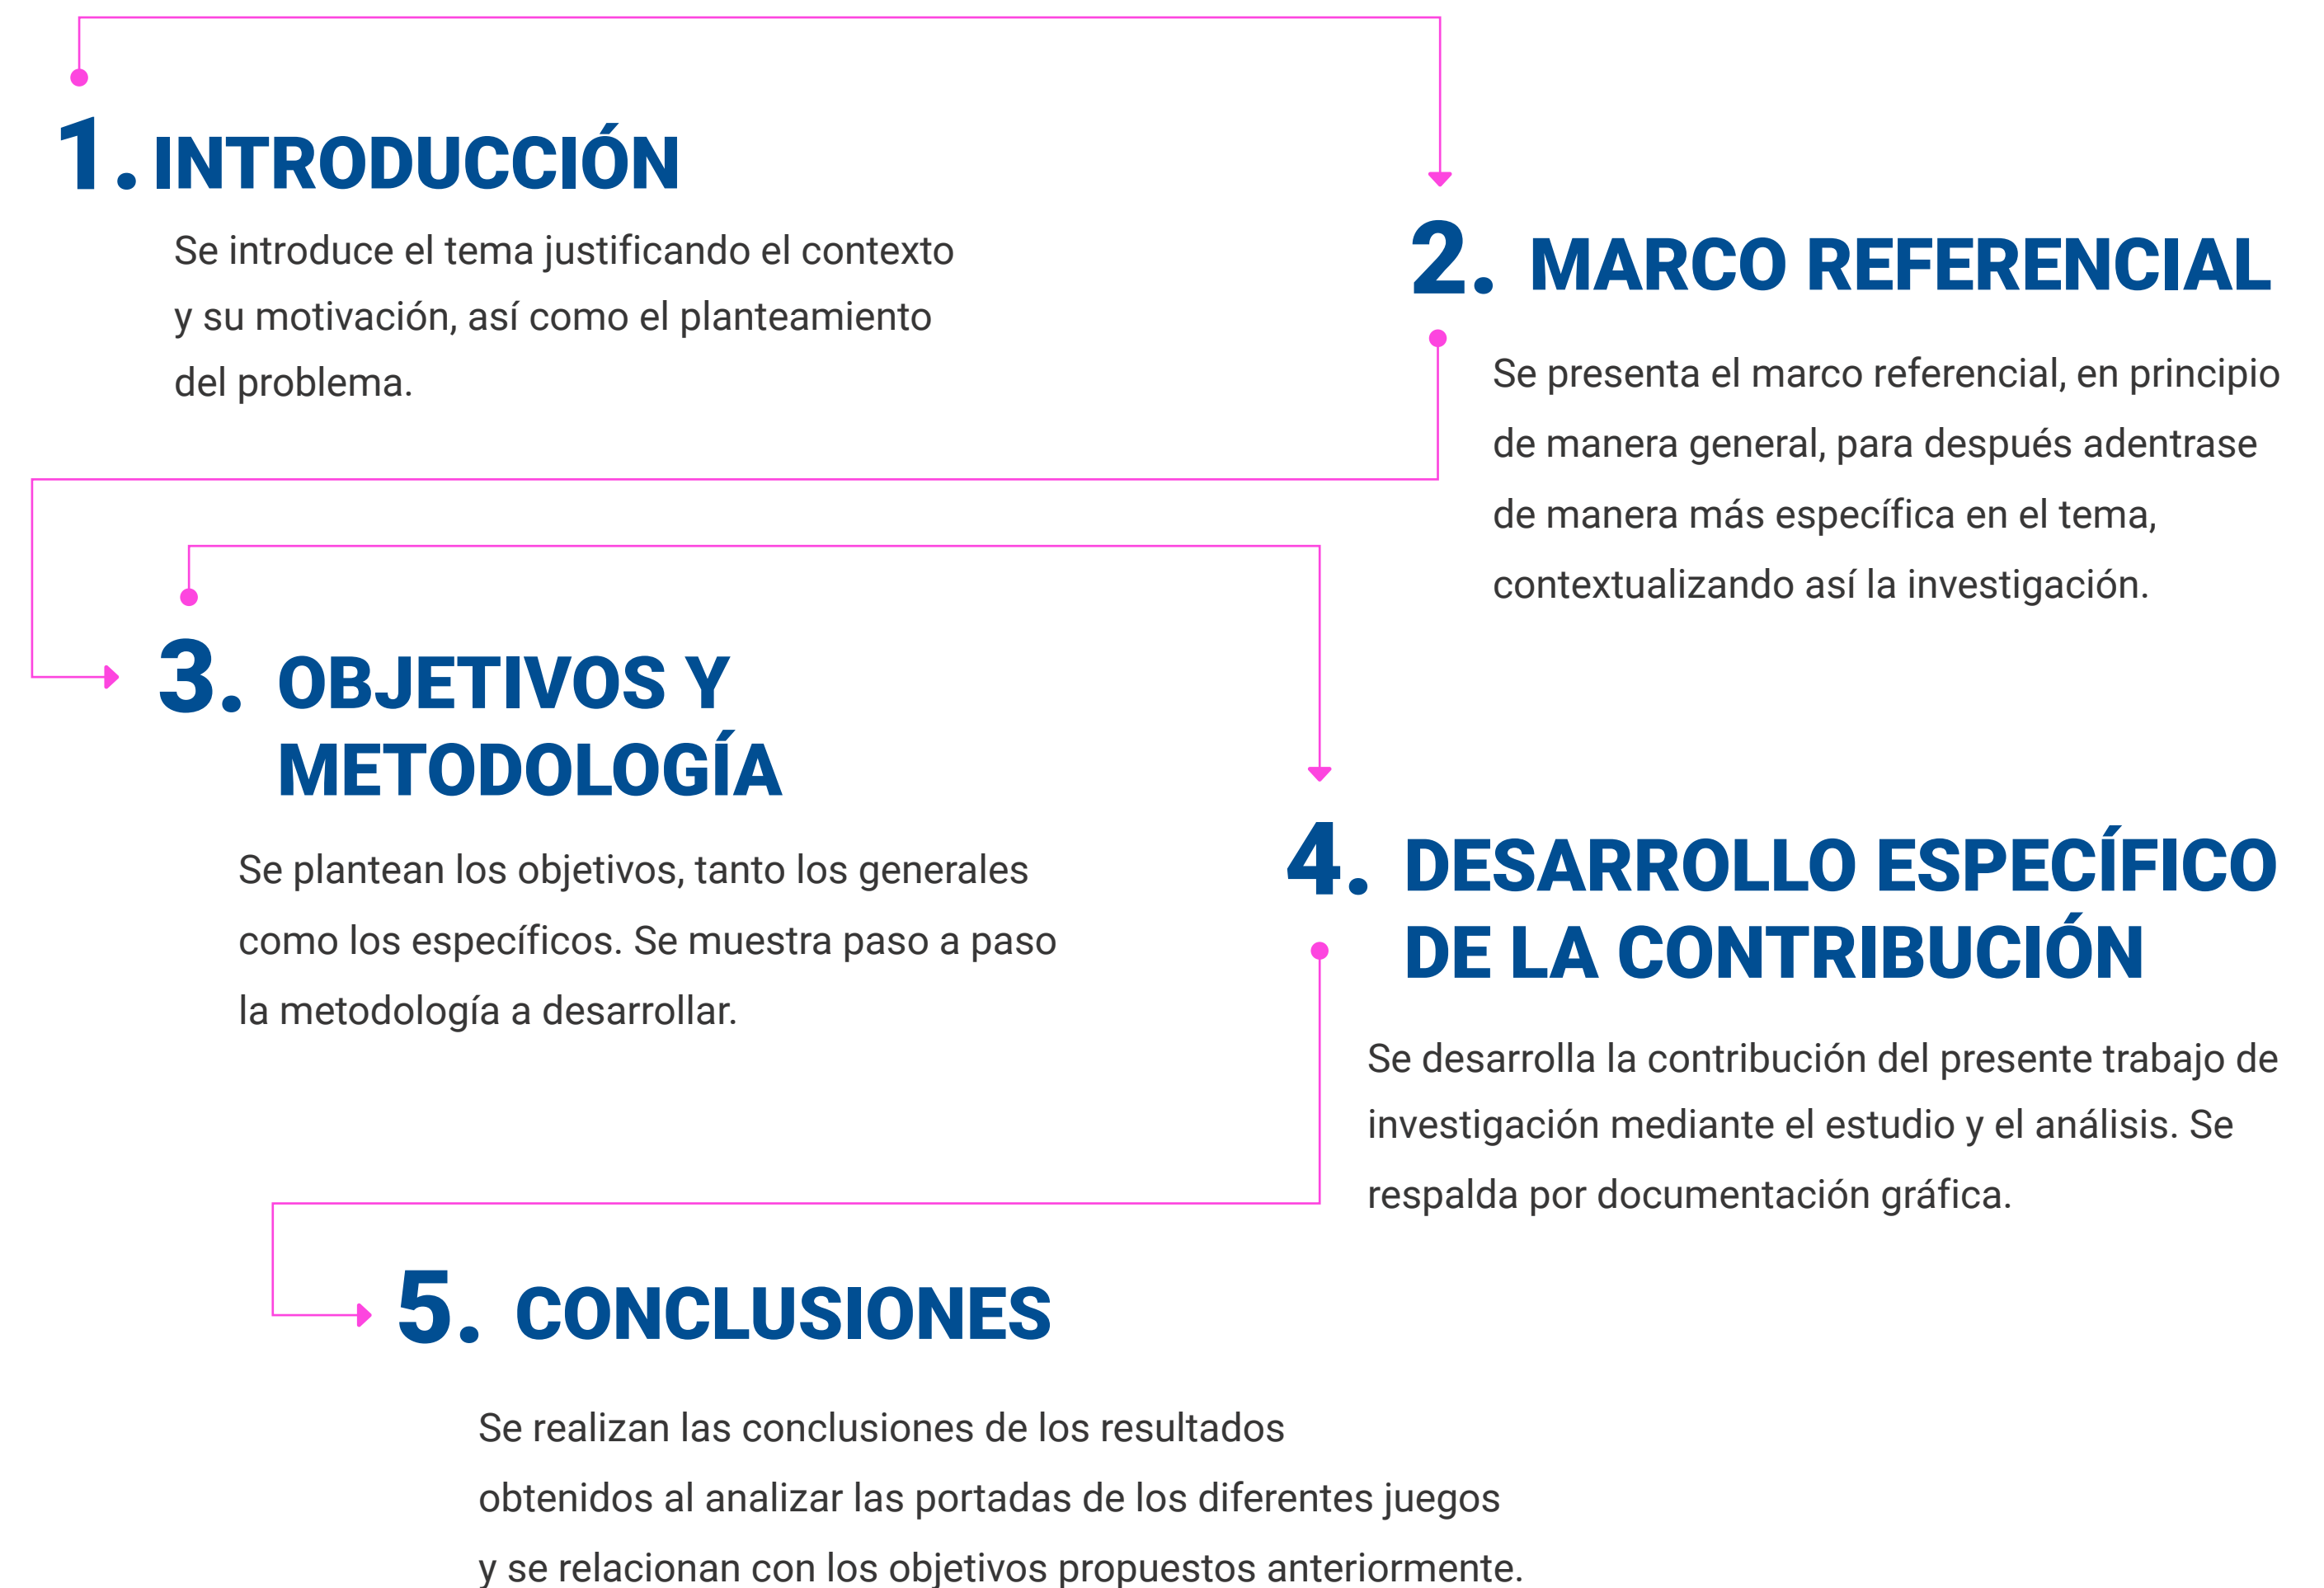 1. INTRODUCCIÓN
Se introduce el tema justificando el contexto
y su motivación, así como el planteamiento
del problema.
2. MARCO REFERENCIAL
Se presenta el marco referencial, en principio
de manera general, para después adentrase
de manera más específica en el tema,
contextualizando así la investigación.
3. OBJETIVOS Y
METODOLOGÍA
Se plantean los objetivos, tanto los generales
como los específicos. Se muestra paso a paso
la metodología a desarrollar.
4. DESARROLLO ESPECÍFICO
DE LA CONTRIBUCIÓN
Se desarrolla la contribución del presente trabajo de
investigación mediante el estudio y el análisis. Se
respalda por documentación gráfica.
5. CONCLUSIONES
Se realizan las conclusiones de los resultados
obtenidos al analizar las portadas de los diferentes juegos
y se relacionan con los objetivos propuestos anteriormente.